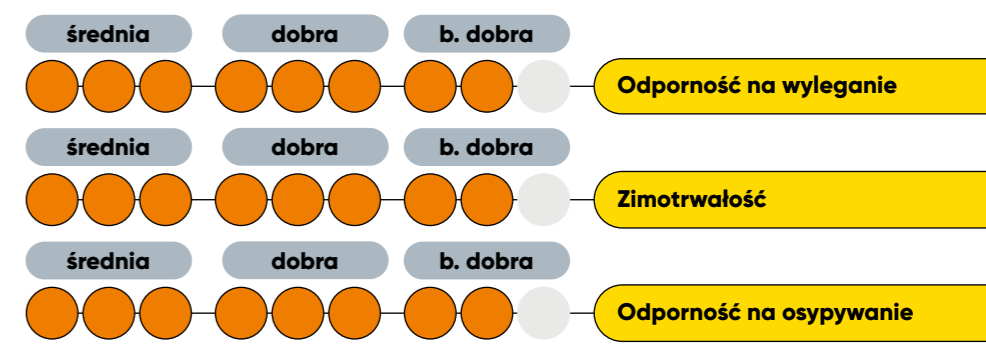 średnia dobra b. dobra
Odporność na wyleganie
średnia dobra b. dobra
Zimotrwałość
średnia dobra b. dobra
Odporność na osypywanie